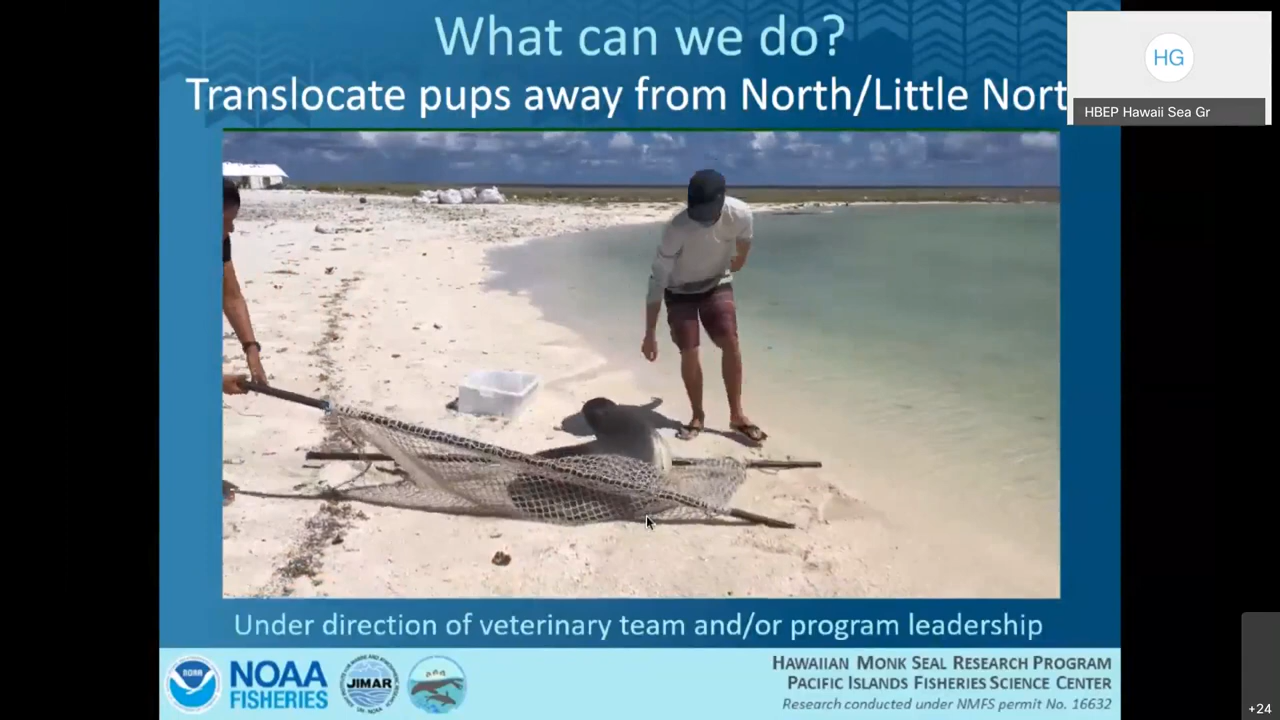 What can we do?
Translocate pups away from North/Little Nort
HG
HBEP Hawaii Sea Gr
Under direction of veterinary team and/or program leadership
NOAA
NOAA
FISHERIES
JIMAR
HAWAIIAN MONK SEAL RESEARCH PROGRAM
PACIFIC ISLANDS FISHERIES SCIENCE CENTER
Research conducted under NMFS permit No. 16632
+24